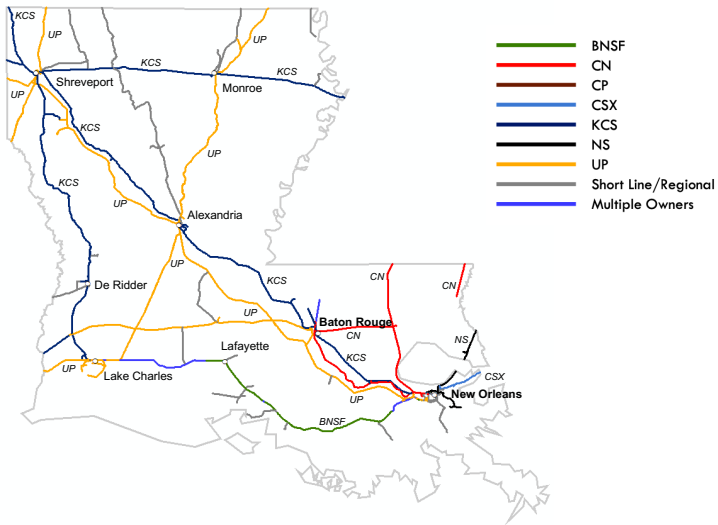 KCS
UP
UP
KCS
KCS
Shreveport
Monroe
UP
KCS
UP
KCS
UP
Alexandria
KCS
UP
De Ridder
UP
CN
CN
Baton Rouge
CN
KCS
NS
Lafayette
UP
Lake Charles
CSX
UP
New Orleans
BNSF
BNSF
CN
CP
CSX
KCS
NS
UP
Short Line/Regional
Multiple Owners